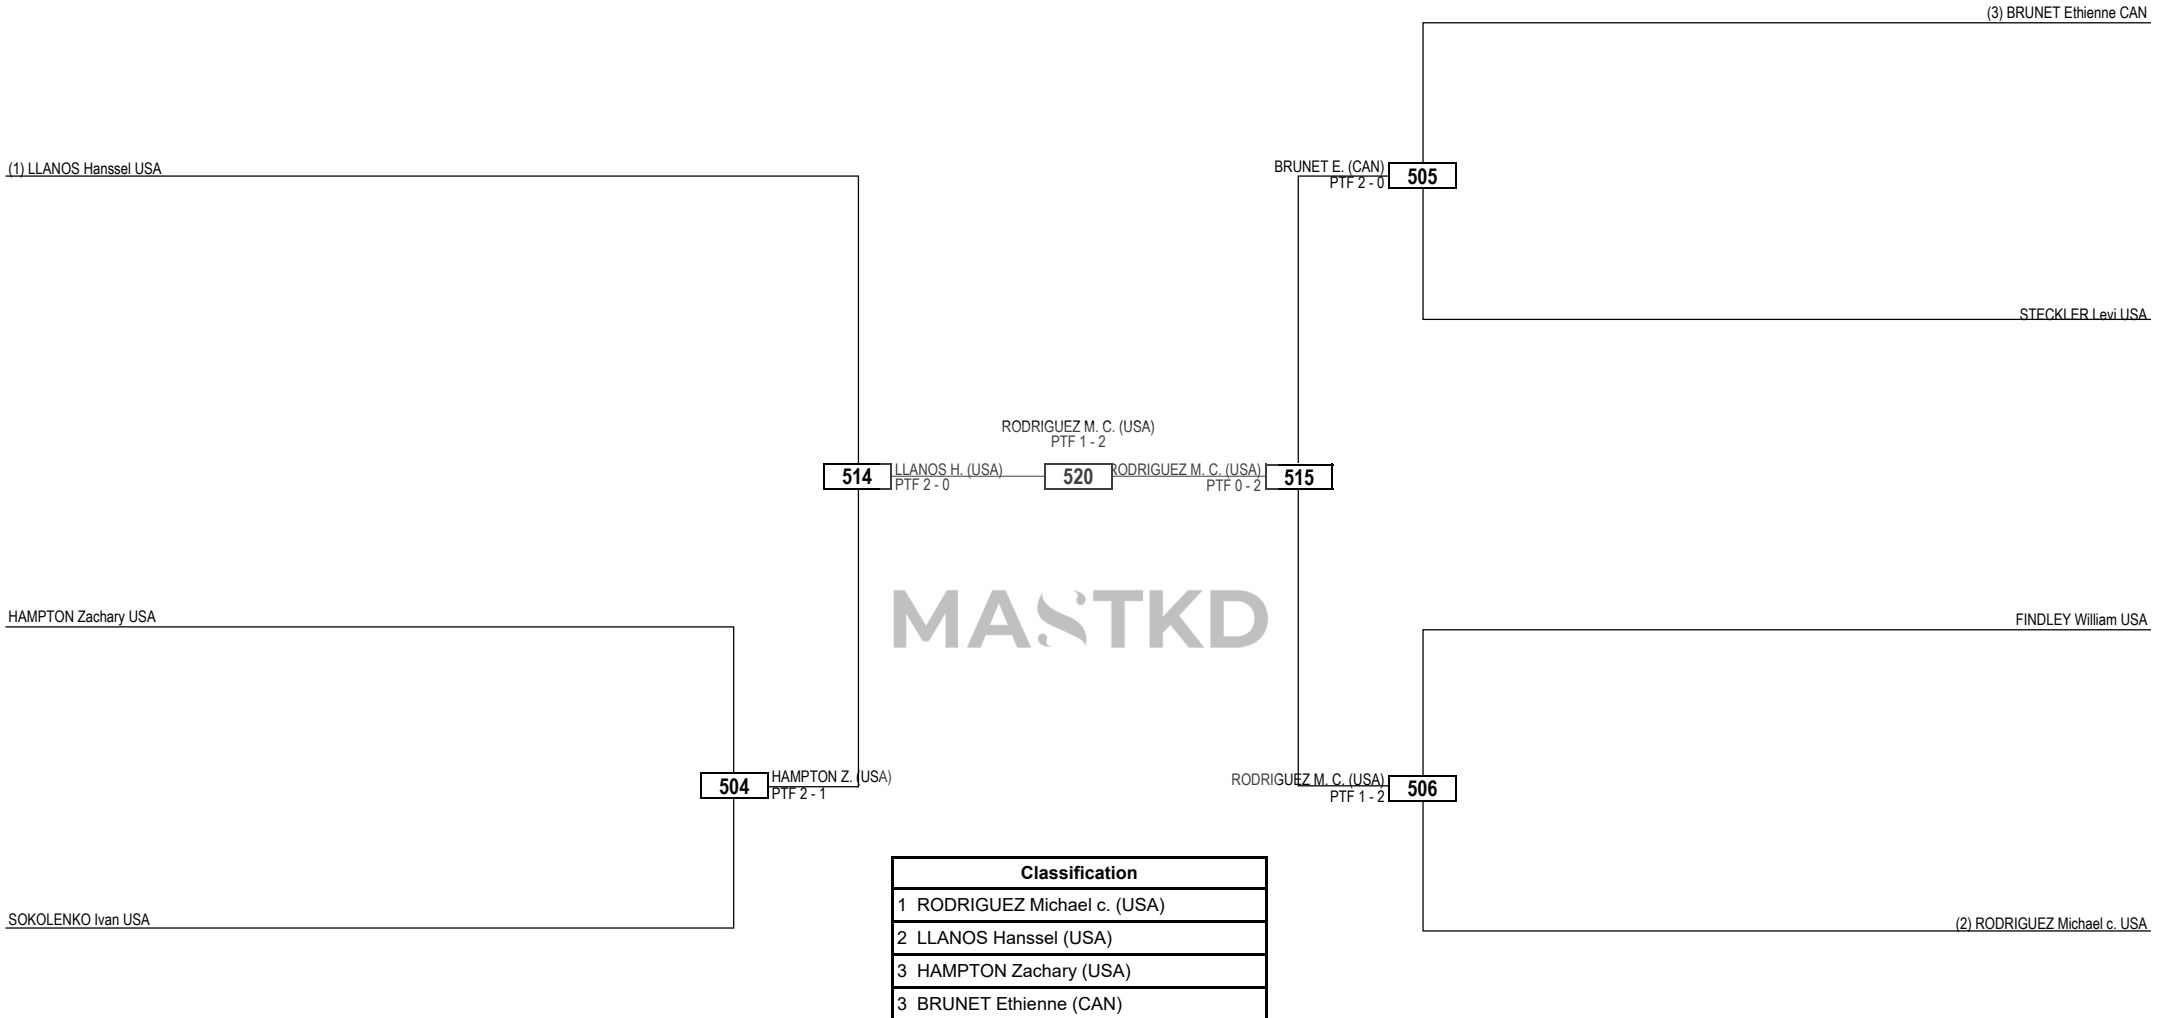 (3) BRUNET Ethienne CAN
(1) LLANOS Hanssel USA
BRUNET E. (CAN)
PTF 2 - 0
505
STECKLER Levi USA
RODRIGUEZ M. C. (USA)
PTF 1 - 2
514
LLANOS H. (USA)
PTF 2 - 0
520
RODRIGUEZ M. C. (USA)
PTF 0 - 2
515
MASTKD
HAMPTON Zachary USA
FINDLEY William USA
504
HAMPTON Z. (USA)
PTF 2 - 1
RODRIGUEZ M. C. (USA)
PTF 1 - 2
506
SOKOLENKO Ivan USA
(2) RODRIGUEZ Michael c. USA
Classification
1 RODRIGUEZ Michael c. (USA)
2 LLANOS Hanssel (USA)
3 HAMPTON Zachary (USA)
3 BRUNET Ethienne (CAN)